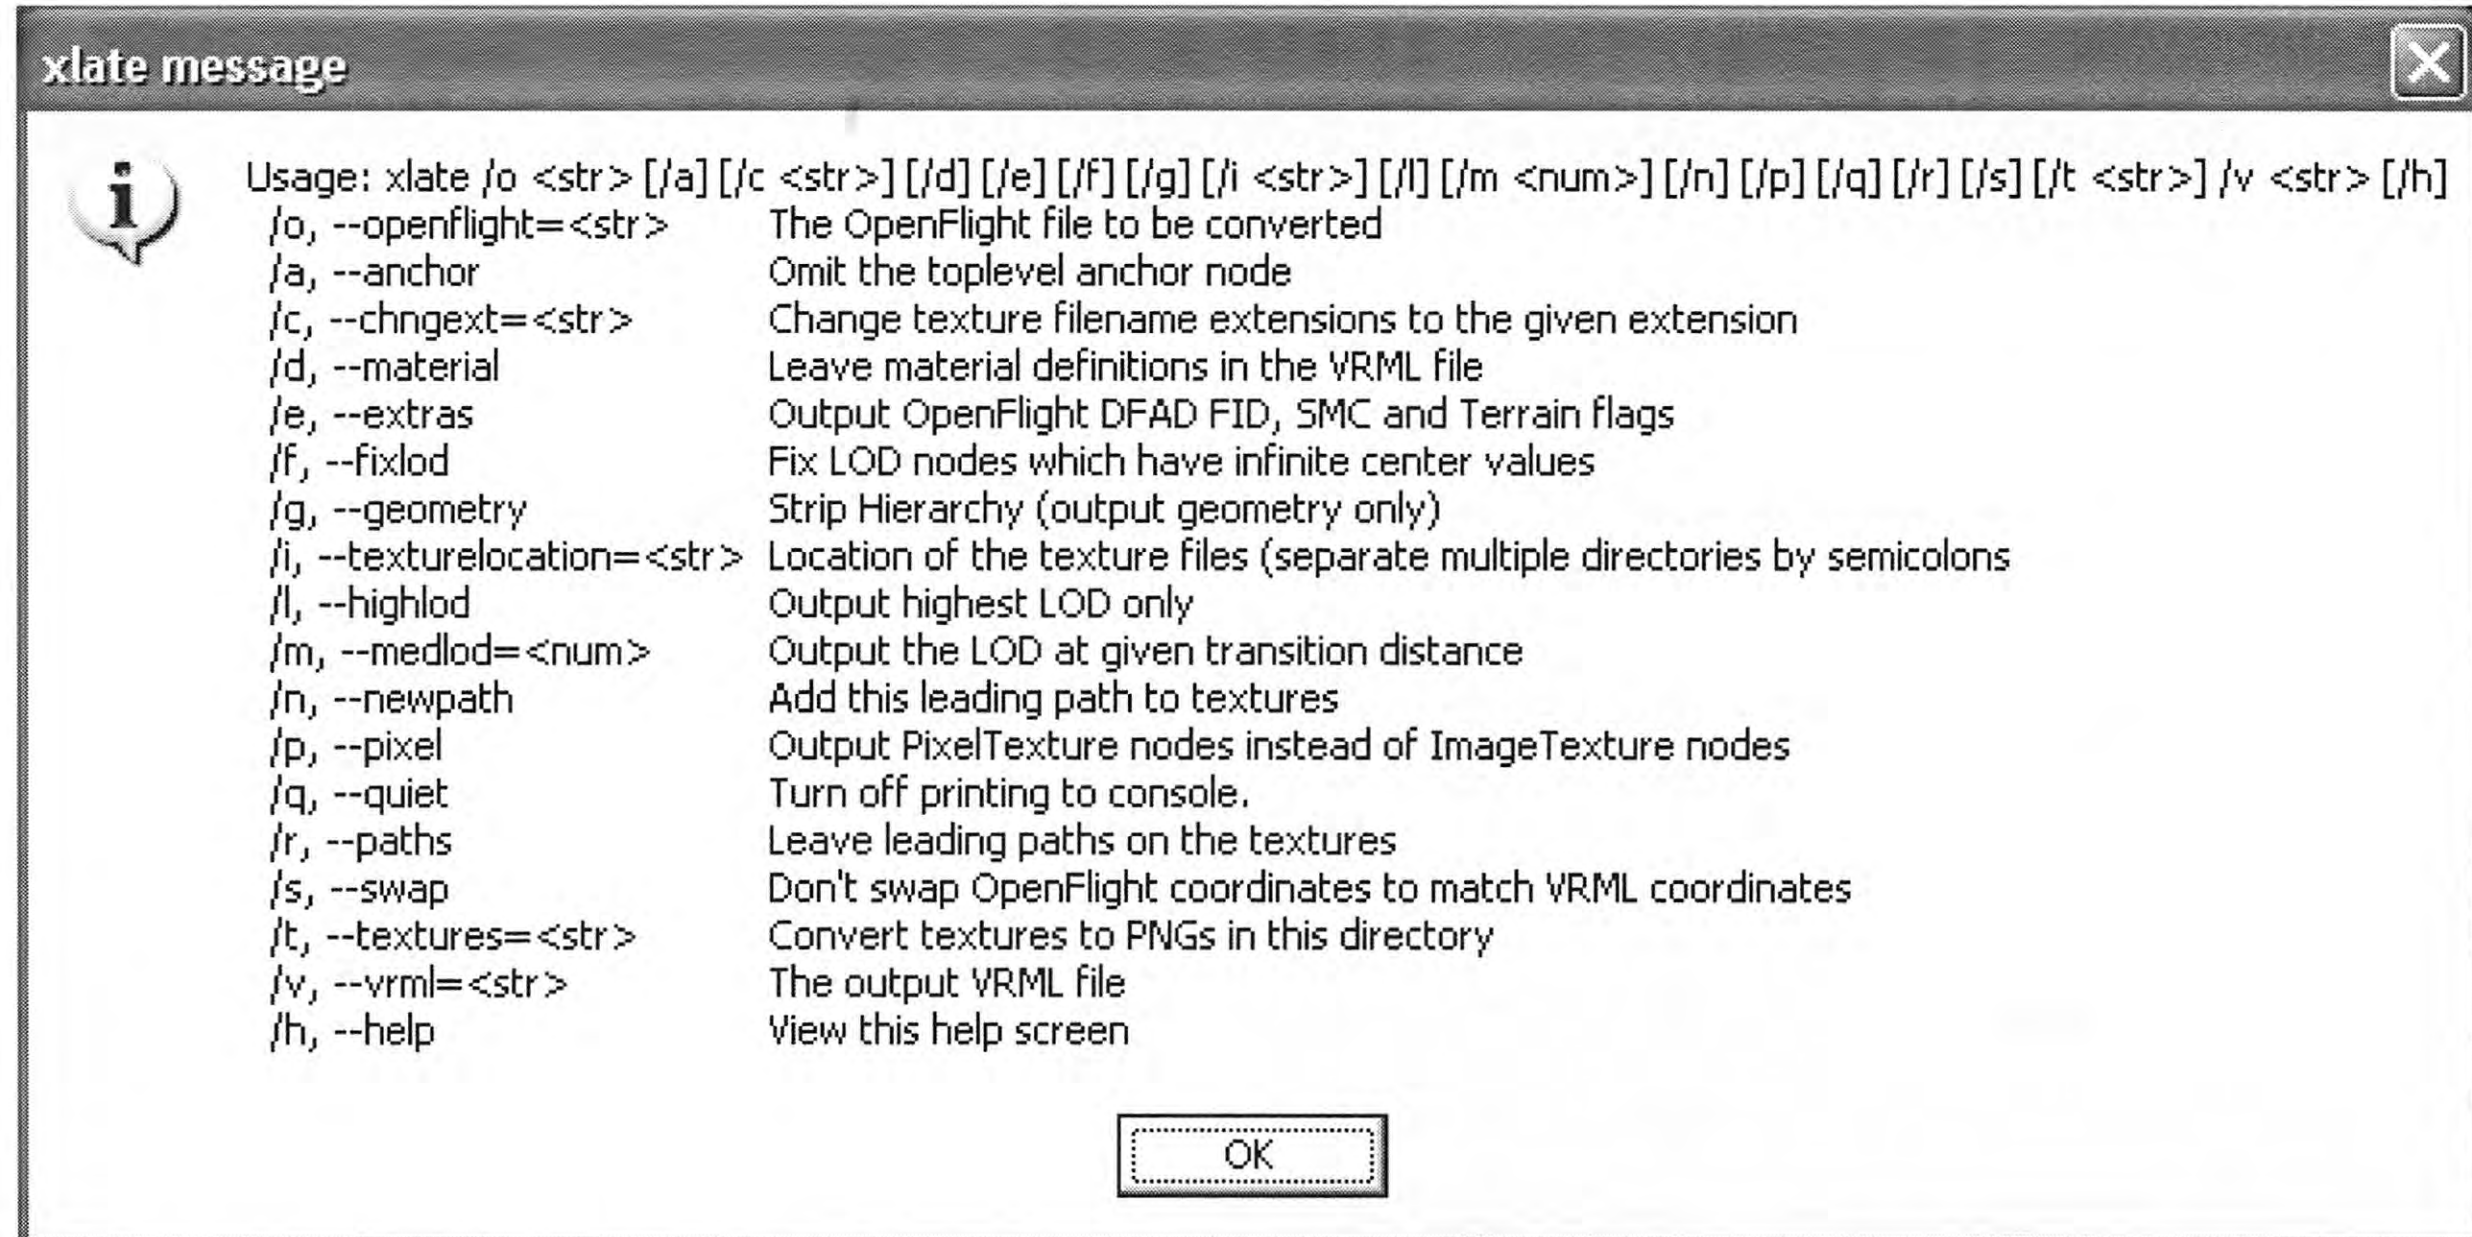 xlate message
Usage: xlate /o <str> [/a] [/c <str>] [/d] [/e] [/f] [/g] [/i <str>] [/l] [/m <num>] [/n] [/p] [/q] [/r] [/s] [/t <str>] /v <str> [/h]
/o, --openflight=<str> The OpenFlight file to be converted
/a, --anchor Omit the toplevel anchor node
/c, --chngext=<str> Change texture filename extensions to the given extension
/d, --material Leave material definitions in the VRML file
/e, --extras Output OpenFlight DFAD FID, SMC and Terrain flags
/f, --fixlod Fix LOD nodes which have infinite center values
/g, --geometry Strip Hierarchy (output geometry only)
/i, --texturelocation=<str> Location of the texture files (separate multiple directories by semicolons
/l, --highlod Output highest LOD only
/m, --medlod=<num> Output the LOD at given transition distance
/n, --newpath Add this leading path to textures
/p, --pixel Output PixelTexture nodes instead of ImageTexture nodes
/q, --quiet Turn off printing to console.
/r, --paths Leave leading paths on the textures
/s, --swap Don't swap OpenFlight coordinates to match VRML coordinates
/t, --textures=<str> Convert textures to PNGs in this directory
/v, --vrml=<str> The output VRML file
/h, --help View this help screen
OK